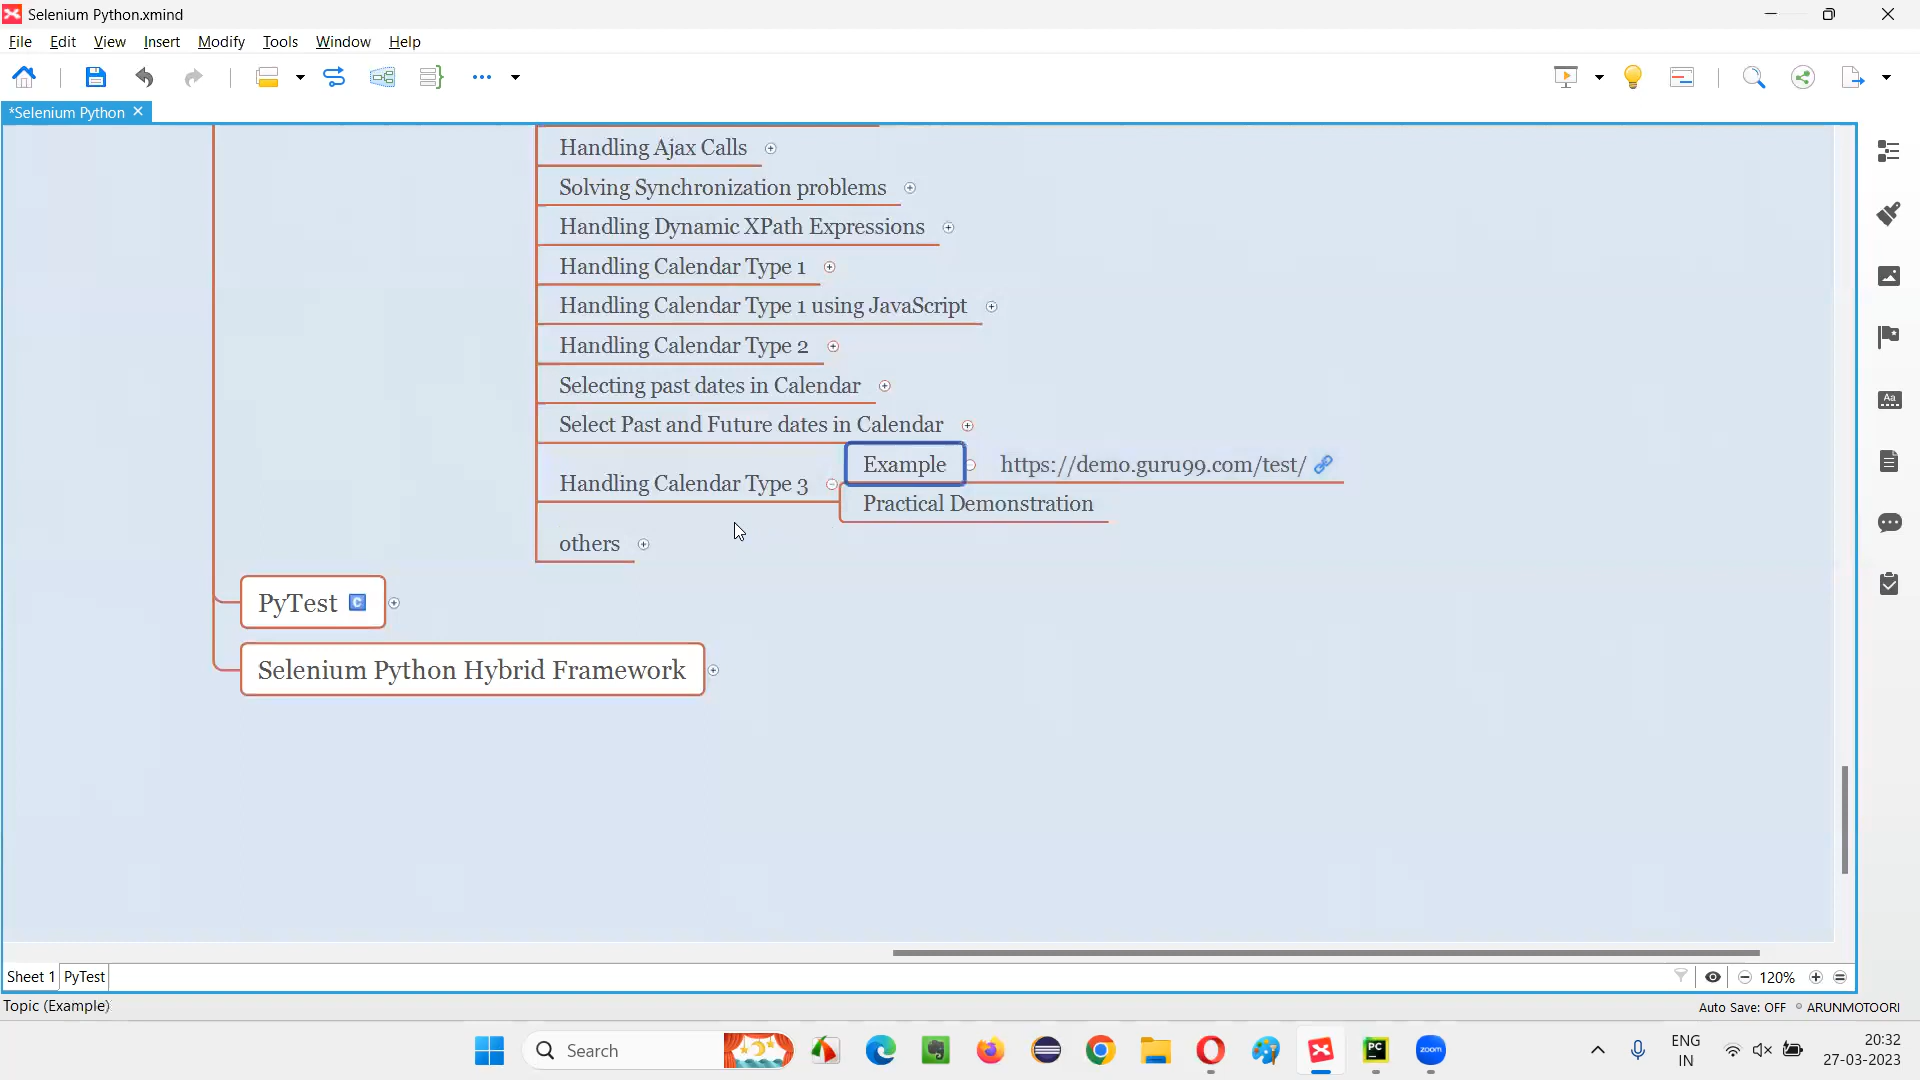 Selenium Python.xmind
File Edit View Insert Modify Tools Window Help
*Selenium Python
Handling Ajax Calls
Solving Synchronization problems
Handling Dynamic XPath Expressions
Handling Calendar Type 1
Handling Calendar Type 1 using JavaScript
Handling Calendar Type 2
Selecting past dates in Calendar
Select Past and Future dates in Calendar
Example https://demo.guru99.com/test/
Handling Calendar Type 3
Practical Demonstration
others
PyTest C
Selenium Python Hybrid Framework
Aa
Sheet 1 PyTest
120%
Topic (Example)
Auto Save: OFF ARUNMOTOORI
Search
PC
zoom
ENG
IN
20:32
27-03-2023